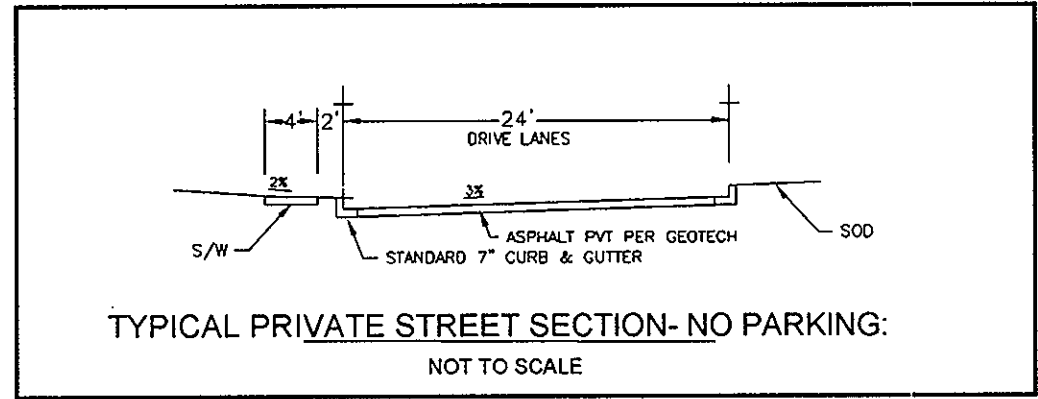 4' 2' 24'
DRIVE LANES
2% 3%
S/W
ASPHALT PVT PER GEOTECH
SOD
STANDARD 7" CURB & GUTTER
TYPICAL PRIVATE STREET SECTION- NO PARKING:
NOT TO SCALE